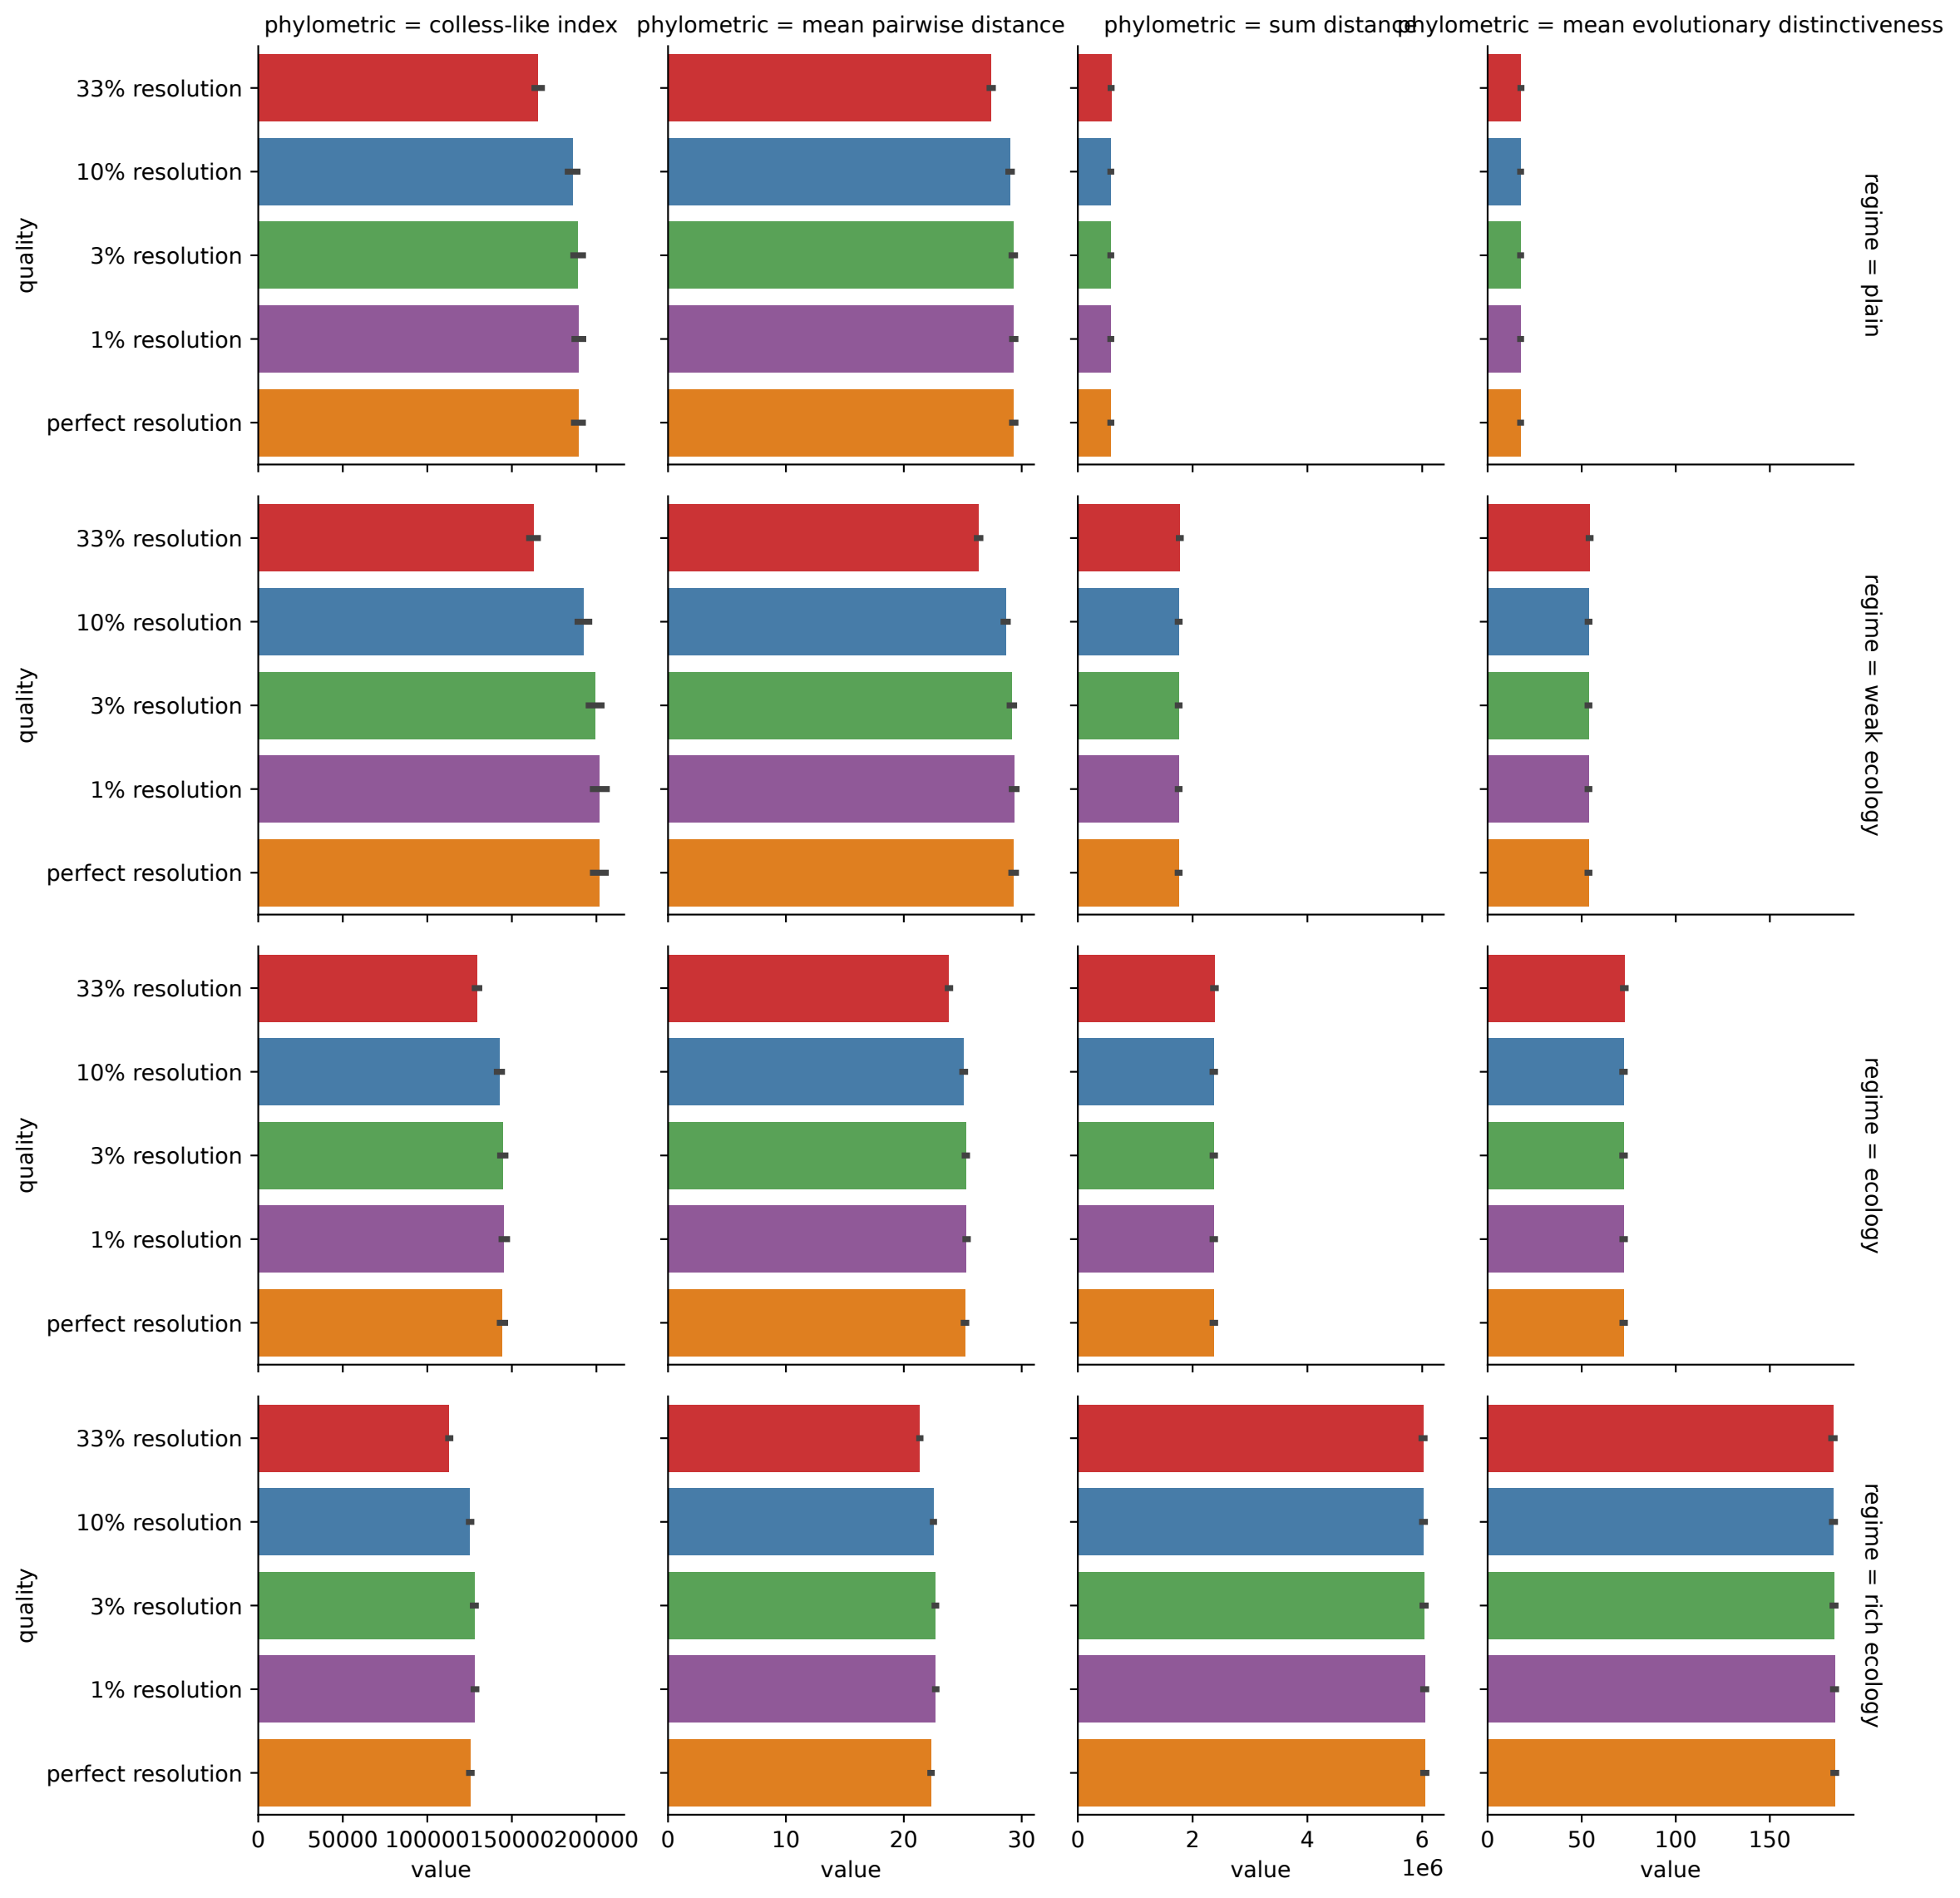 phylometric = colless-like index
phylometric = mean pairwise distance
phylometric = sum distance
phylometric = mean evolutionary distinctiveness
quality
33% resolution
10% resolution
3% resolution
1% resolution
perfect resolution
regime = plain
quality
33% resolution
10% resolution
3% resolution
1% resolution
perfect resolution
regime = weak ecology
quality
33% resolution
10% resolution
3% resolution
1% resolution
perfect resolution
regime = ecology
quality
33% resolution
10% resolution
3% resolution
1% resolution
perfect resolution
regime = rich ecology
0 50000 100000 150000 200000
value
0 10 20 30
value
0 2 4 6
1e6
value
0 50 100 150
value